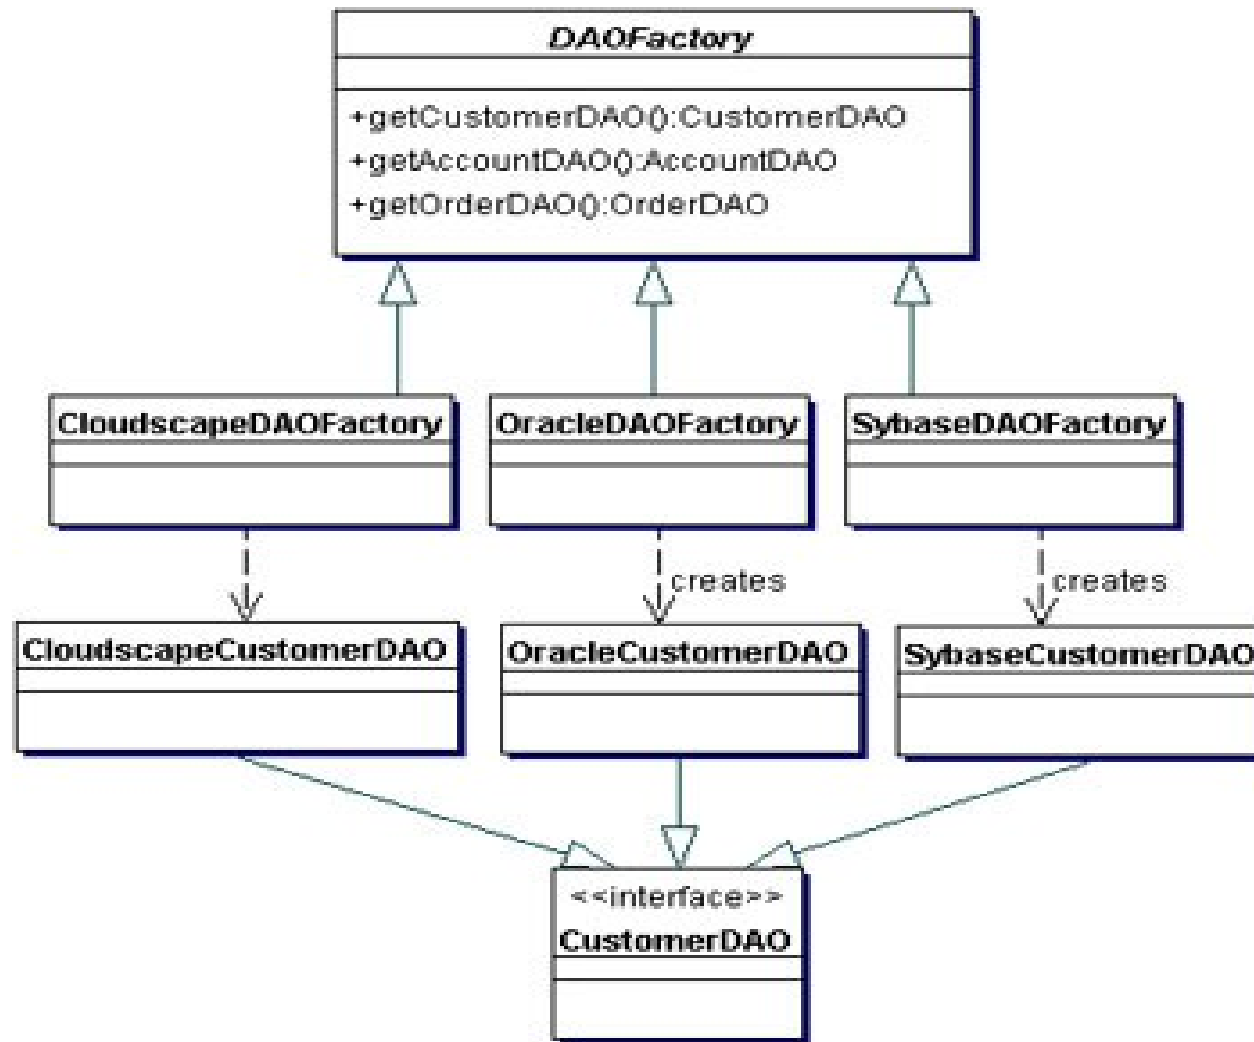 DAOFactory
+getCustomerDAO():CustomerDAO
+getAccountDAO():AccountDAO
+getOrderDAO():OrderDAO
CloudscapeDAOFactory
OracleDAOFactory
SybaseDAOFactory
creates
creates
CloudscapeCustomerDAO
OracleCustomerDAO
SybaseCustomerDAO
<<interface>>
CustomerDAO